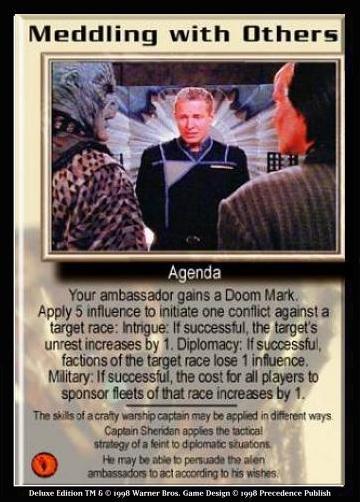 Meddling with Others
Agenda
Your ambassador gains a Doom Mark.
Apply 5 influence to initiate one conflict against a
target race: Intrigue: If successful, the target's
unrest increases by 1. Diplomacy: If successful,
factions of the target race lose 1 influence.
Military: If successful, the cost for all players to
sponsor fleets of that race increases by 1.
The skills of a crafty warship captain may be applied in different ways.
Captain Sheridan applies the tactical
strategy of a feint to diplomatic situations.
He may be able to persuade the alien
ambassadors to act according to his wishes.
Deluxe Edition TM & © 1998 Warner Bros. Game Design © 1998 Precedence Publish